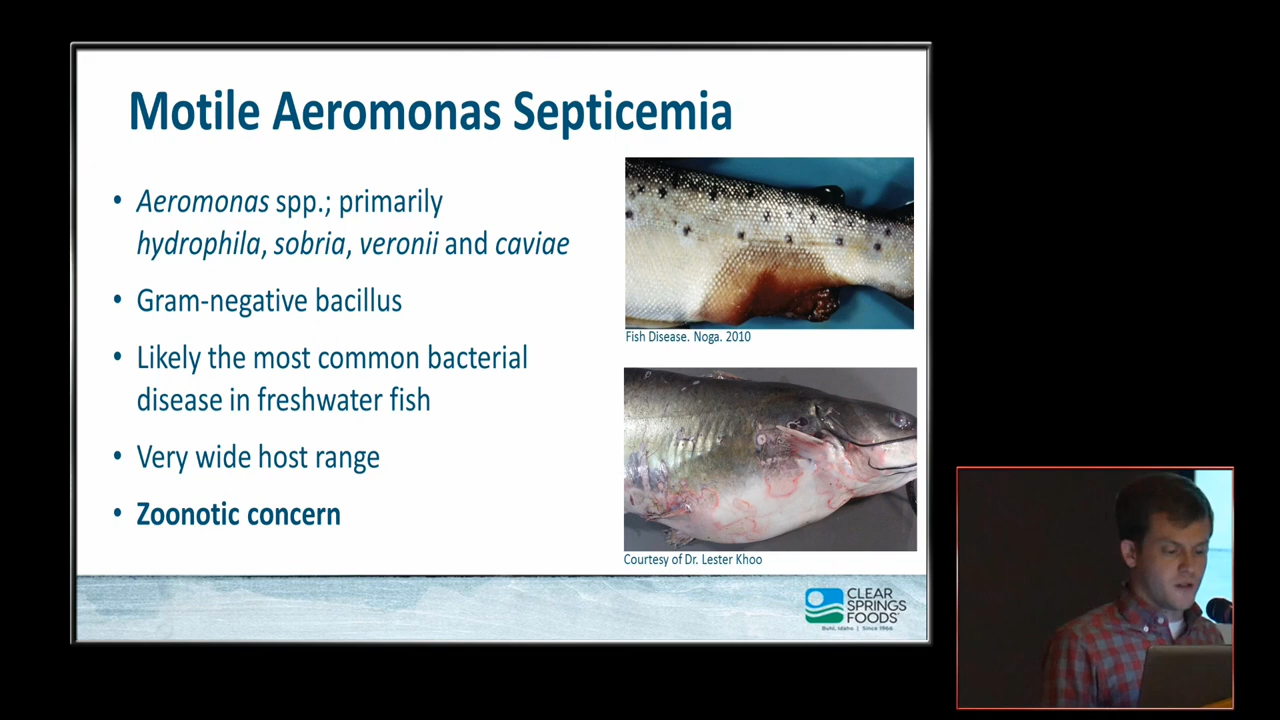 Motile Aeromonas Septicemia
• Aeromonas spp.; primarily
hydrophila, sobria, veronii and caviae
• Gram-negative bacillus
• Likely the most common bacterial
disease in freshwater fish
• Very wide host range
• Zoonotic concern
Fish Disease. Noga. 2010
Courtesy of Dr. Lester Khoo
CLEAR
SPRINGS
FOODS
Buhl, Idaho | Since 1966